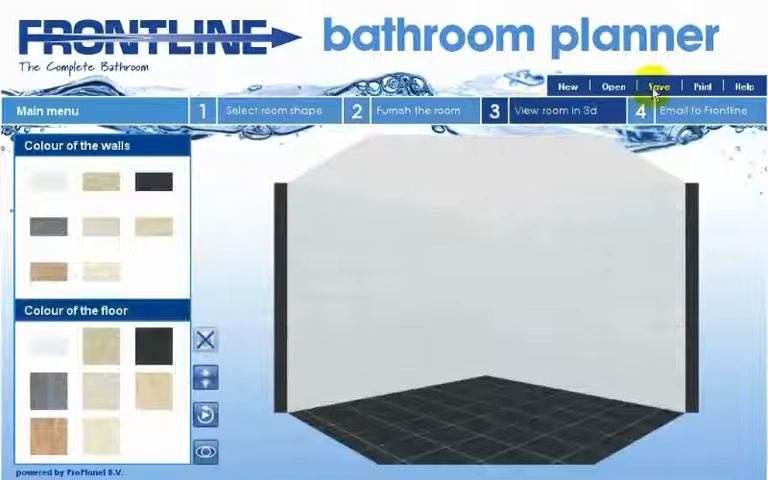 FRONTLINE
The Complete Bathroom
bathroom planner
New
Open
Save
Print
Help
Main menu
1 Select room shape
2 Furnish the room
3 View room in 3d
4 Email to Frontline
Colour of the walls
Colour of the floor
powered by ProPlanet B.V.